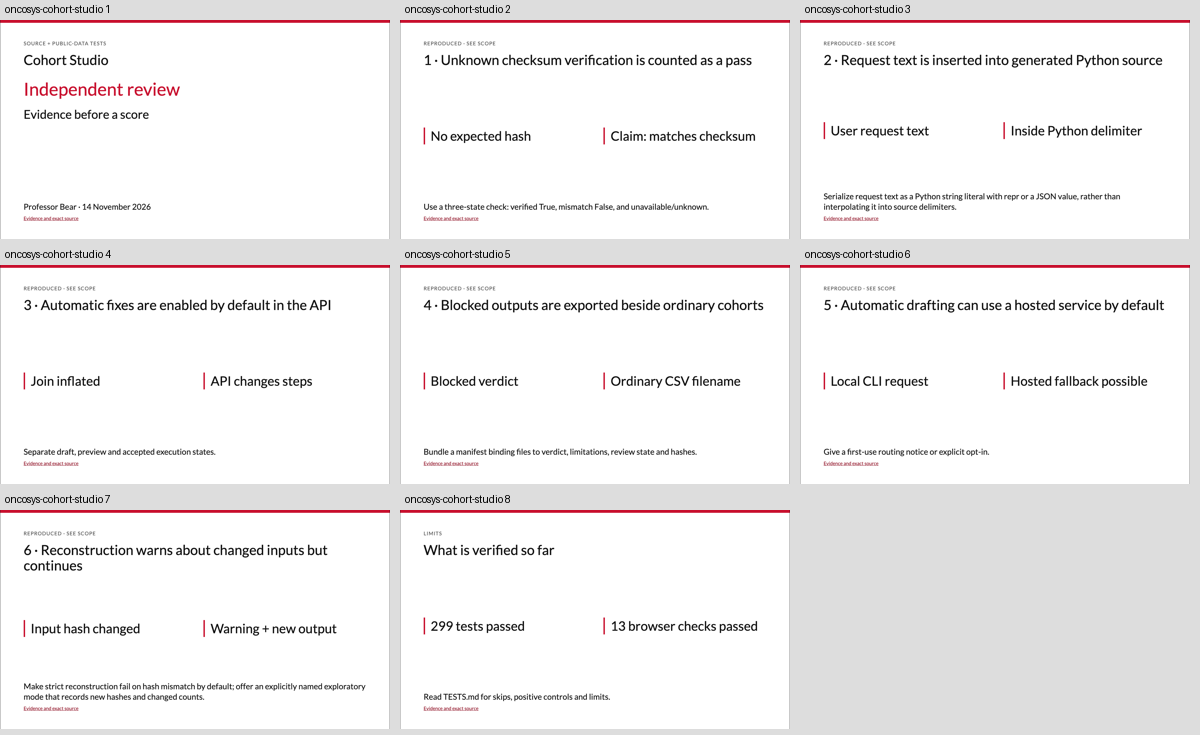 oncosys-cohort-studio 1
SOURCE + PUBLIC-DATA TESTS
Cohort Studio
Independent review
Evidence before a score
Professor Bear · 14 November 2026
Evidence and exact source
oncosys-cohort-studio 2
REPRODUCED - SEE SCOPE
1 · Unknown checksum verification is counted as a pass
No expected hash
Claim: matches checksum
Use a three-state check: verified True, mismatch False, and unavailable/unknown.
Evidence and exact source
oncosys-cohort-studio 3
REPRODUCED - SEE SCOPE
2 · Request text is inserted into generated Python source
User request text
Inside Python delimiter
Serialize request text as a Python string literal with repr or a JSON value, rather than
interpolating it into source delimiters.
Evidence and exact source
oncosys-cohort-studio 4
REPRODUCED - SEE SCOPE
3 · Automatic fixes are enabled by default in the API
Join inflated
API changes steps
Separate draft, preview and accepted execution states.
Evidence and exact source
oncosys-cohort-studio 5
REPRODUCED - SEE SCOPE
4 · Blocked outputs are exported beside ordinary cohorts
Blocked verdict
Ordinary CSV filename
Bundle a manifest binding files to verdict, limitations, review state and hashes.
Evidence and exact source
oncosys-cohort-studio 6
REPRODUCED - SEE SCOPE
5 · Automatic drafting can use a hosted service by default
Local CLI request
Hosted fallback possible
Give a first-use routing notice or explicit opt-in.
Evidence and exact source
oncosys-cohort-studio 7
REPRODUCED - SEE SCOPE
6 · Reconstruction warns about changed inputs but
continues
Input hash changed
Warning + new output
Make strict reconstruction fail on hash mismatch by default; offer an explicitly named exploratory
mode that records new hashes and changed counts.
Evidence and exact source
oncosys-cohort-studio 8
LIMITS
What is verified so far
299 tests passed
13 browser checks passed
Read TESTS.md for skips, positive controls and limits.
Evidence and exact source